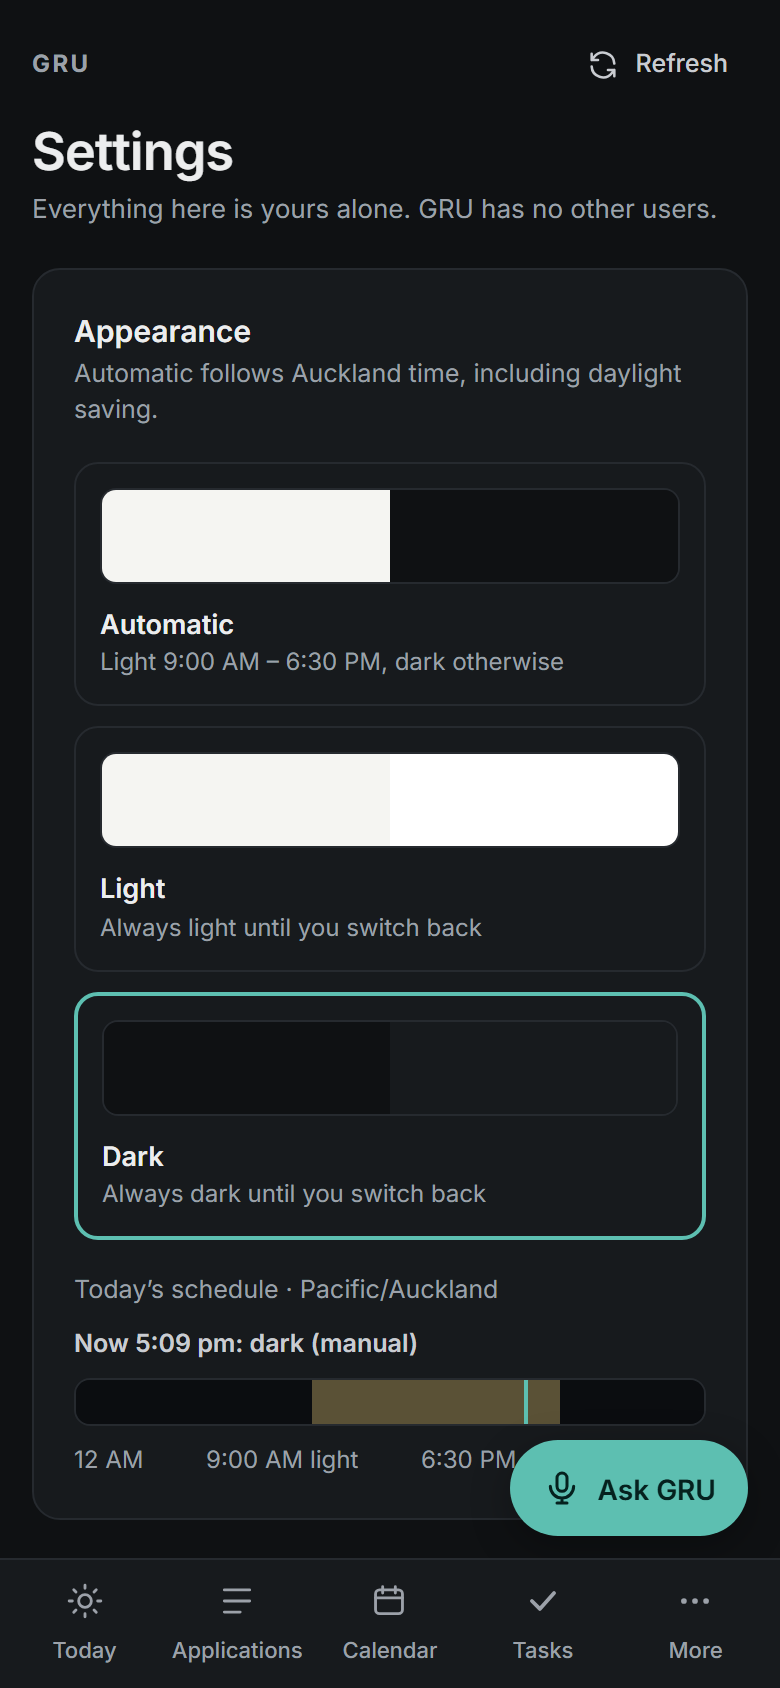 GRU
Refresh
Settings
Everything here is yours alone. GRU has no other users.
Appearance
Automatic follows Auckland time, including daylight
saving.
Automatic
Light 9:00 AM – 6:30 PM, dark otherwise
Light
Always light until you switch back
Dark
Always dark until you switch back
Today’s schedule · Pacific/Auckland
Now 5:09 pm: dark (manual)
12 AM 9:00 AM light 6:30 PM
Ask GRU
Today Applications Calendar Tasks More